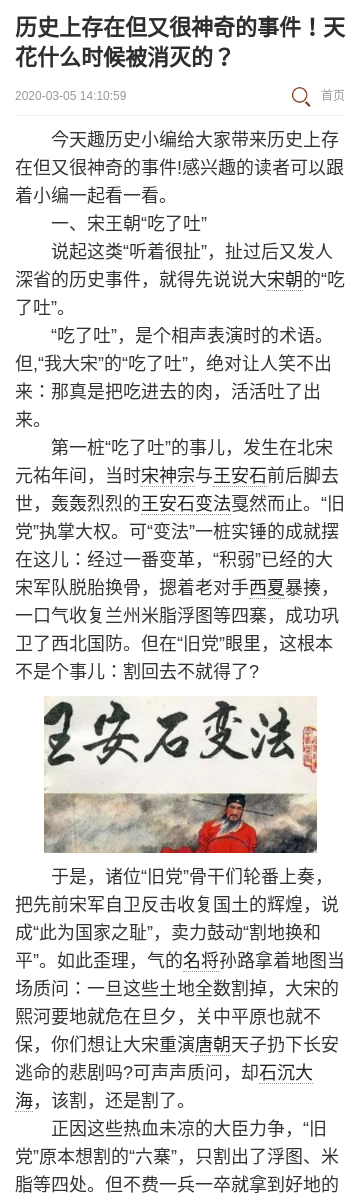 历史上存在但又很神奇的事件！天
花什么时候被消灭的？
2020-03-05 14:10:59
首页
今天趣历史小编给大家带来历史上存
在但又很神奇的事件!感兴趣的读者可以跟
着小编一起看一看。
一、宋王朝“吃了吐”
说起这类“听着很扯”，扯过后又发人
深省的历史事件，就得先说说大宋朝的“吃
了吐”。
“吃了吐”，是个相声表演时的术语。
但,“我大宋”的“吃了吐”，绝对让人笑不出
来：那真是把吃进去的肉，活活吐了出
来。
第一桩“吃了吐”的事儿，发生在北宋
元祐年间，当时宋神宗与王安石前后脚去
世，轰轰烈烈的王安石变法戛然而止。“旧
党”执掌大权。可“变法”一桩实锤的成就摆
在这儿：经过一番变革，“积弱”已经的大
宋军队脱胎换骨，摁着老对手西夏暴揍，
一口气收复兰州米脂浮图等四寨，成功巩
卫了西北国防。但在“旧党”眼里，这根本
不是个事儿：割回去不就得了?
王安石变法
于是，诸位“旧党”骨干们轮番上奏，
把先前宋军自卫反击收复国土的辉煌，说
成“此为国家之耻”，卖力鼓动“割地换和
平”。如此歪理，气的名将孙路拿着地图当
场质问：一旦这些土地全数割掉，大宋的
熙河要地就危在旦夕，关中平原也就不
保，你们想让大宋重演唐朝天子扔下长安
逃命的悲剧吗?可声声质问，却石沉大
海，该割，还是割了。
正因这些热血未凉的大臣力争，“旧
党”原本想割的“六寨”，只割出了浮图、米
脂等四处。但不费一兵一卒就拿到好地的